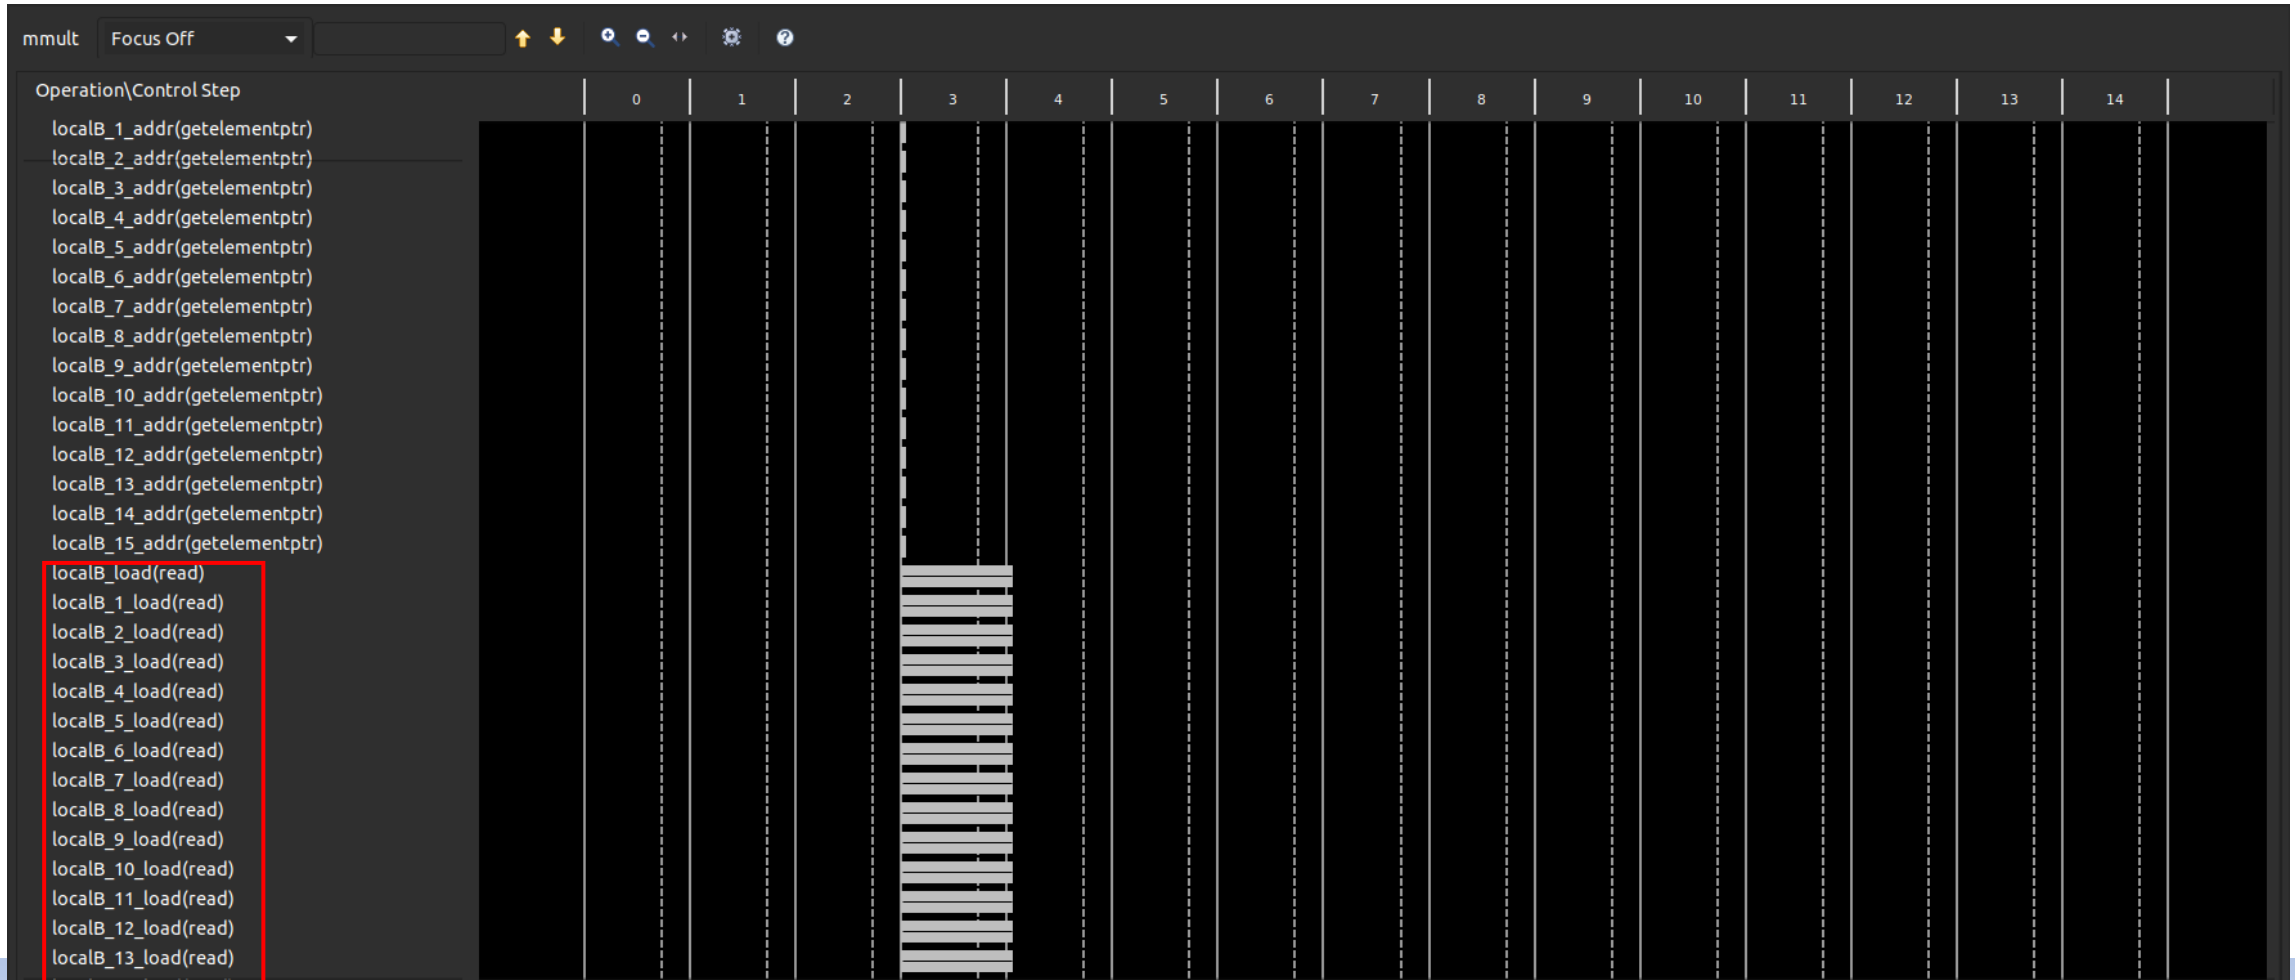 mmult Focus Off
Operation\Control Step 0 1 2 3 4 5 6 7 8 9 10 11 12 13 14
localB_1_addr(getelementptr)
localB_2_addr(getelementptr)
localB_3_addr(getelementptr)
localB_4_addr(getelementptr)
localB_5_addr(getelementptr)
localB_6_addr(getelementptr)
localB_7_addr(getelementptr)
localB_8_addr(getelementptr)
localB_9_addr(getelementptr)
localB_10_addr(getelementptr)
localB_11_addr(getelementptr)
localB_12_addr(getelementptr)
localB_13_addr(getelementptr)
localB_14_addr(getelementptr)
localB_15_addr(getelementptr)
localB_load(read)
localB_1_load(read)
localB_2_load(read)
localB_3_load(read)
localB_4_load(read)
localB_5_load(read)
localB_6_load(read)
localB_7_load(read)
localB_8_load(read)
localB_9_load(read)
localB_10_load(read)
localB_11_load(read)
localB_12_load(read)
localB_13_load(read)